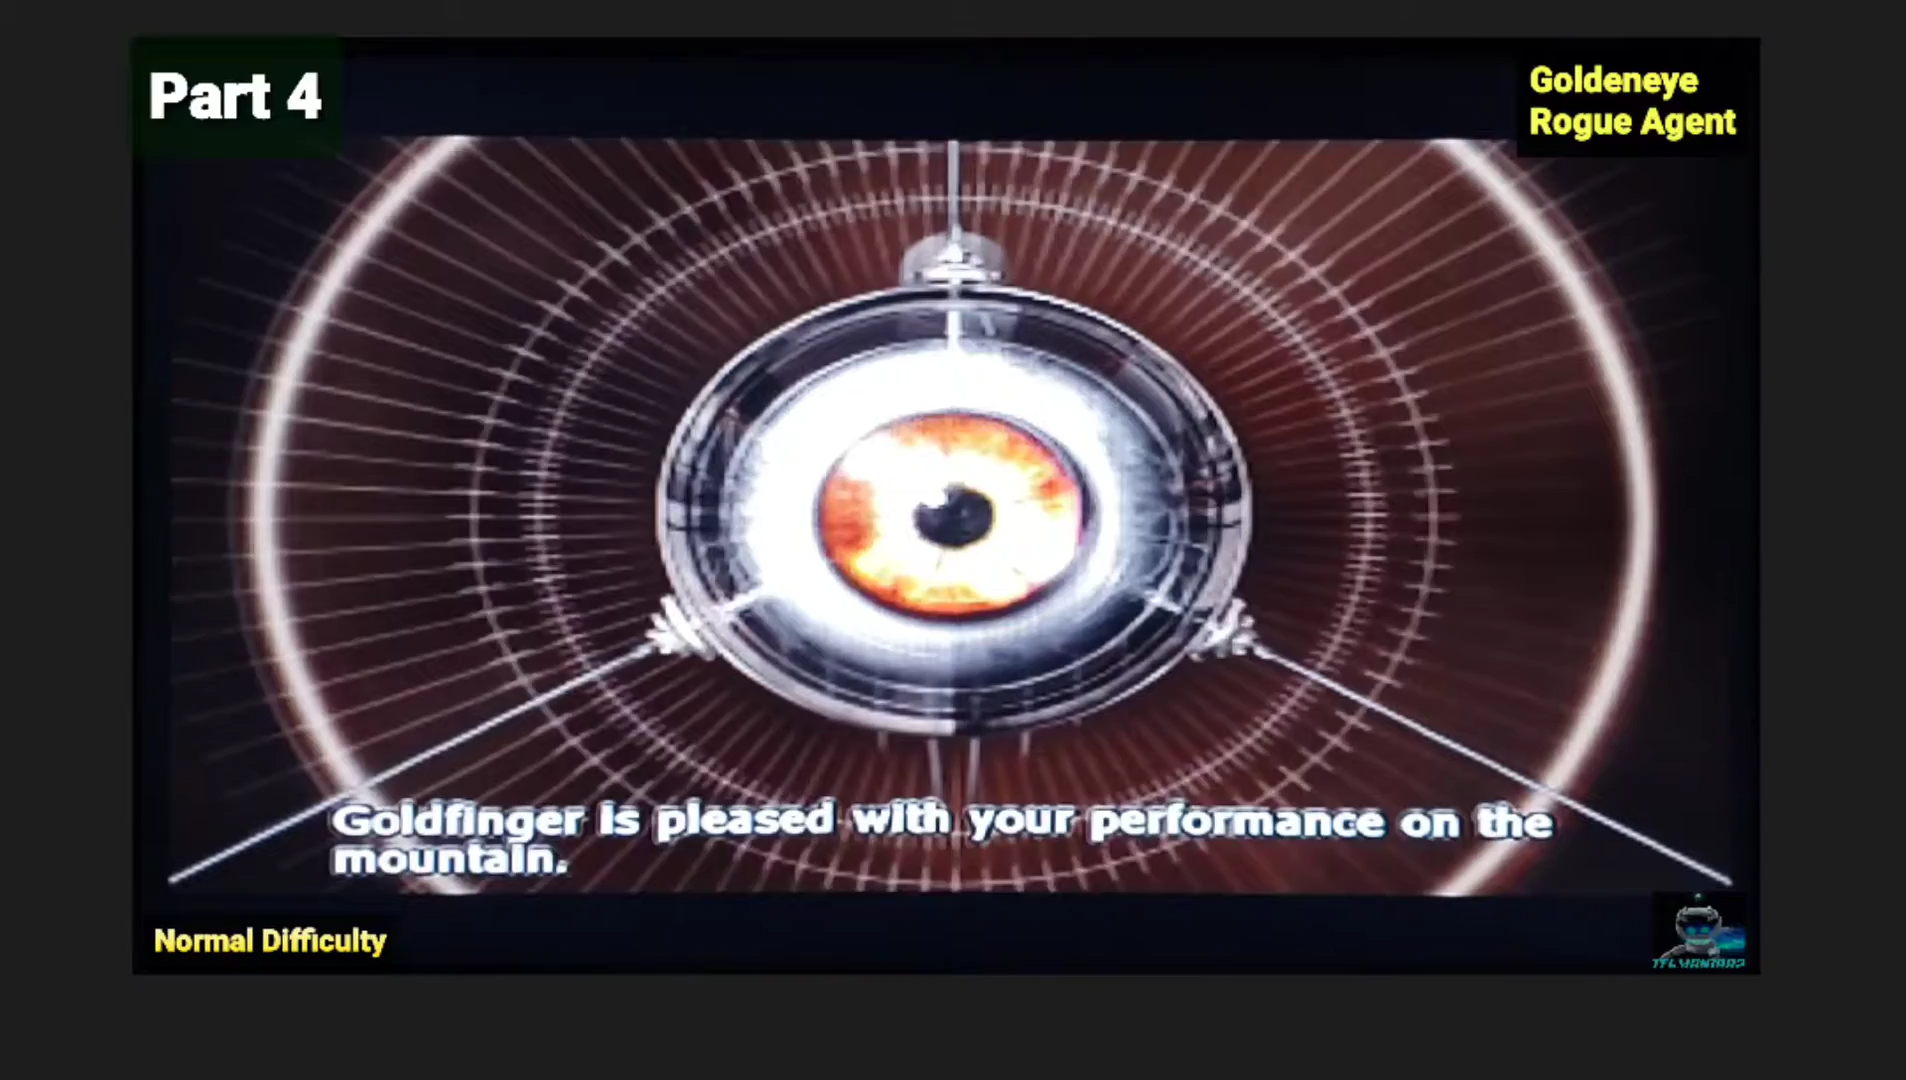 Part 4
Goldeneye
Rogue Agent
Goldfinger is pleased with your performance on the
mountain.
Normal Difficulty